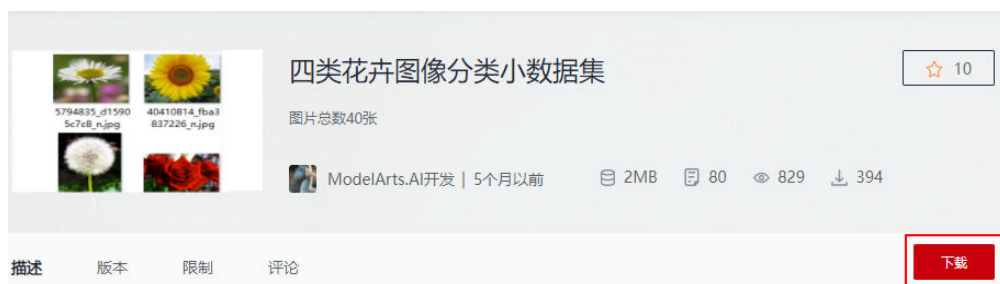 四类花卉图像分类小数据集
☆ 10
图片总数40张
5794835_d1590
5c7c8_n.jpg
40410814_fba3
837226_n.jpg
ModelArts.AI开发 | 5个月以前
2MB
80
829
394
描述
版本
限制
评论
下载